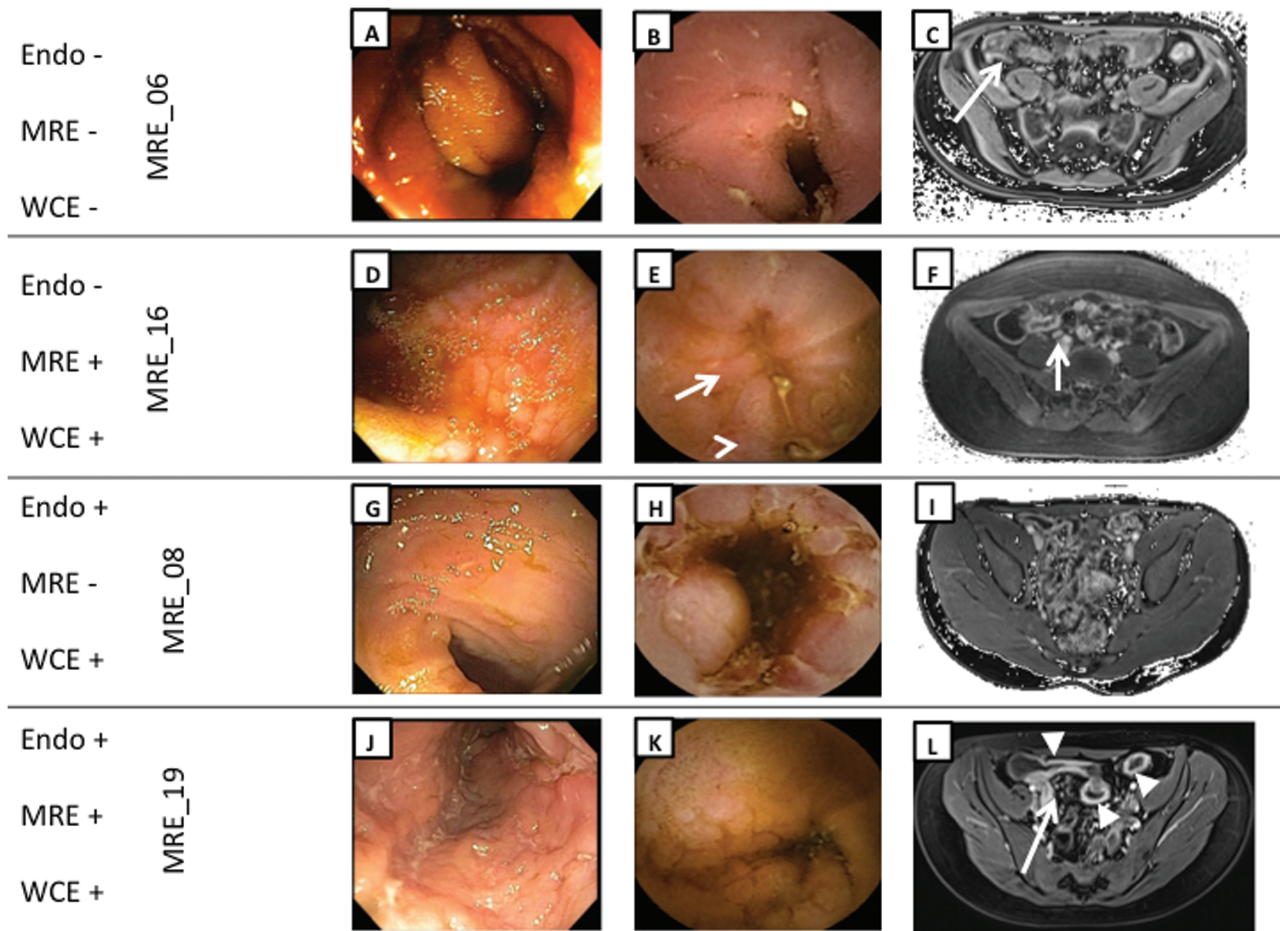 Endo -
MRE -
WCE -
MRE_06
A
B
C
Endo -
MRE +
WCE +
MRE_16
D
E
F
Endo +
MRE -
WCE +
MRE_08
G
H
I
Endo +
MRE +
WCE +
MRE_19
J
K
L